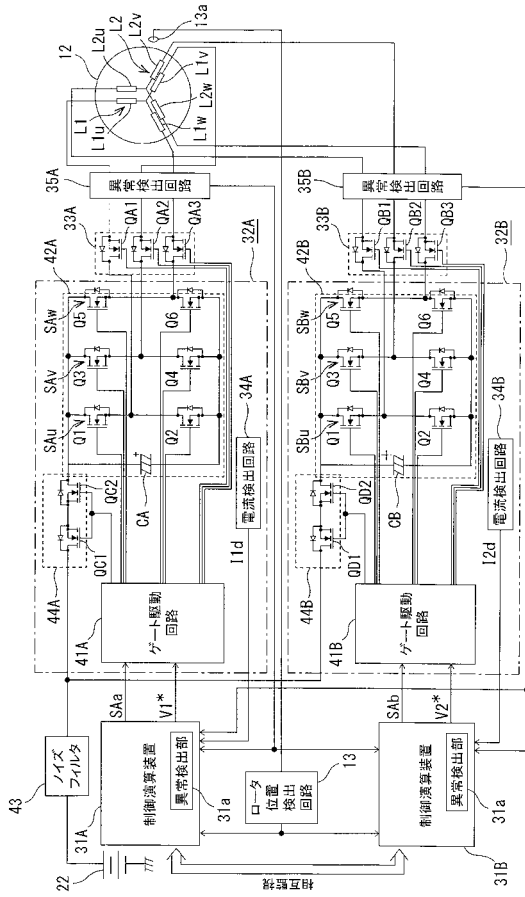 12
L2u
L2
L2v
13a
L1
L1u
L1v
L2w
L1w
35A
異常検出回路
35B
異常検出回路
33A
QA1
QA2
QA3
33B
QB1
QB2
QB3
42A
32A
SAu
SAv
SAw
Q1
Q3
Q5
Q2
Q4
Q6
CA
+
34A
電流検出回路
I1d
42B
32B
SBu
SBv
SBw
Q1
Q3
Q5
Q2
Q4
Q6
CB
+
34B
電流検出回路
I2d
44A
QC1
QC2
44B
QD1
QD2
41A
ゲート駆動
回路
41B
ゲート駆動
回路
SAa
V1*
SAb
V2*
43
ノイズ
フィルタ
22
31A
制御演算装置
異常検出部
31a
13
ロータ
位置
検出
回路
31B
制御演算装置
異常検出部
31a
相互監視